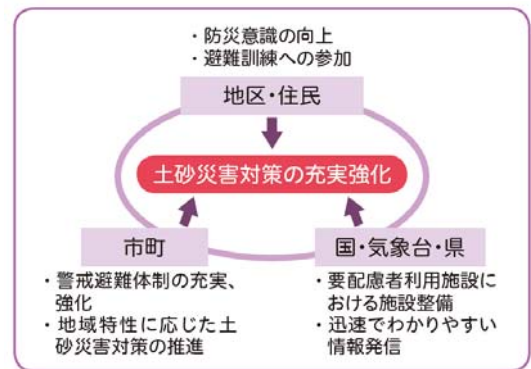 ・防災意識の向上
・避難訓練への参加
地区・住民
土砂災害対策の充実強化
市町
・警戒避難体制の充実、
強化
・地域特性に応じた土
砂災害対策の推進
国・気象台・県
・要配慮者利用施設に
おける施設整備
・迅速でわかりやすい
情報発信